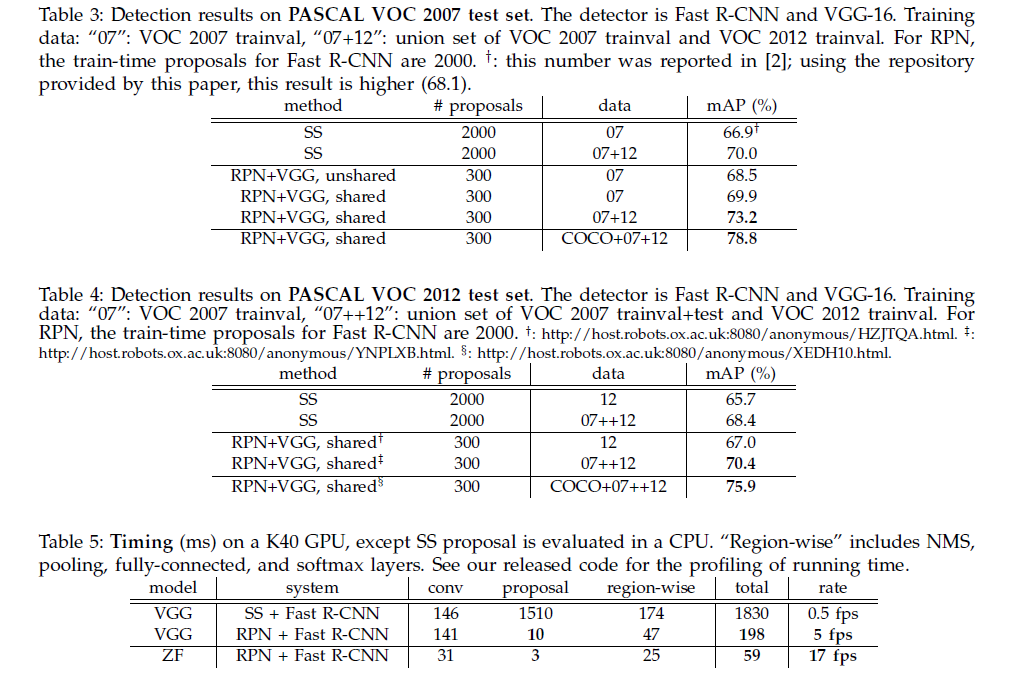 Table 3: Detection results on PASCAL VOC 2007 test set. The detector is Fast R-CNN and VGG-16. Training
data: “07”: VOC 2007 trainval, “07+12”: union set of VOC 2007 trainval and VOC 2012 trainval. For RPN,
the train-time proposals for Fast R-CNN are 2000. †: this number was reported in [2]; using the repository
provided by this paper, this result is higher (68.1).
method # proposals data mAP (%)
SS 2000 07 66.9†
SS 2000 07+12 70.0
RPN+VGG, unshared 300 07 68.5
RPN+VGG, shared 300 07 69.9
RPN+VGG, shared 300 07+12 73.2
RPN+VGG, shared 300 COCO+07+12 78.8
Table 4: Detection results on PASCAL VOC 2012 test set. The detector is Fast R-CNN and VGG-16. Training
data: “07”: VOC 2007 trainval, “07++12”: union set of VOC 2007 trainval+test and VOC 2012 trainval. For
RPN, the train-time proposals for Fast R-CNN are 2000. †: http://host.robots.ox.ac.uk:8080/anonymous/HZJTQA.html. ‡:
http://host.robots.ox.ac.uk:8080/anonymous/YNPLXB.html. §: http://host.robots.ox.ac.uk:8080/anonymous/XEDH10.html.
method # proposals data mAP (%)
SS 2000 12 65.7
SS 2000 07++12 68.4
RPN+VGG, shared† 300 12 67.0
RPN+VGG, shared‡ 300 07++12 70.4
RPN+VGG, shared§ 300 COCO+07++12 75.9
Table 5: Timing (ms) on a K40 GPU, except SS proposal is evaluated in a CPU. “Region-wise” includes NMS,
pooling, fully-connected, and softmax layers. See our released code for the profiling of running time.
model system conv proposal region-wise total rate
VGG SS + Fast R-CNN 146 1510 174 1830 0.5 fps
VGG RPN + Fast R-CNN 141 10 47 198 5 fps
ZF RPN + Fast R-CNN 31 3 25 59 17 fps